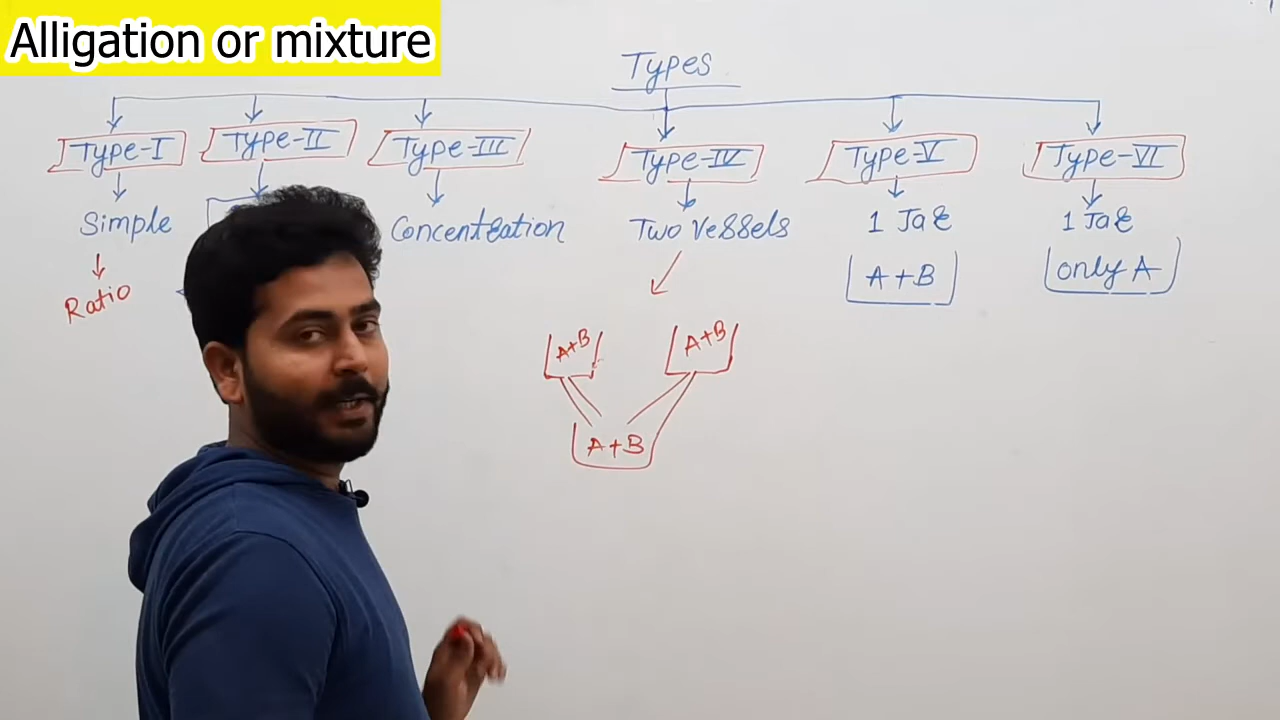 Alligation or mixture
Types
Type-I Type-II Type-III Type-IV Type-V Type-VI
Simple Concentration Two Vessels 1 Jar 1 Jar
Ratio A+B only A
A+B A+B
A+B